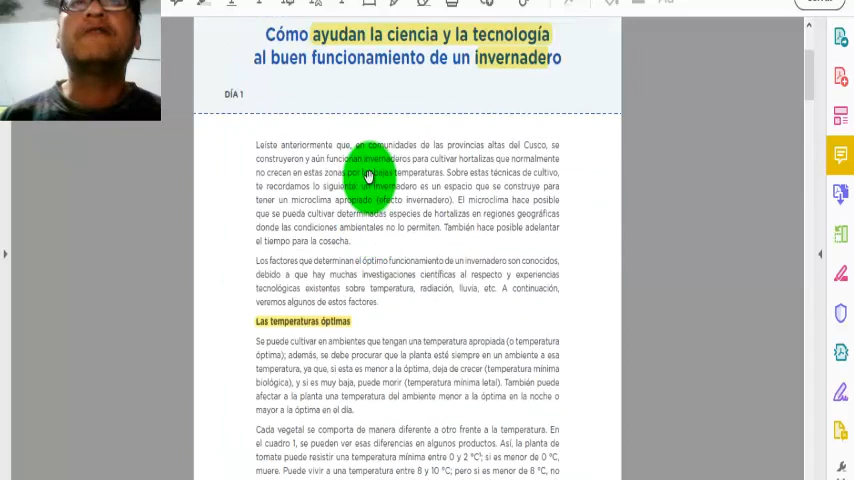 Cómo ayudan la ciencia y la tecnología
al buen funcionamiento de un invernadero
DÍA 1
Leíste anteriormente que, en comunidades de las provincias altas del Cusco, se
construyeron y aún funcionan invernaderos para cultivar hortalizas que normalmente
no crecen en estas zonas por las bajas temperaturas. Sobre estas técnicas de cultivo,
te recordamos lo siguiente: un invernadero es un espacio que se construye para
tener un microclima apropiado (efecto invernadero). El microclima hace posible
que se pueda cultivar determinadas especies de hortalizas en regiones geográficas
donde las condiciones ambientales no lo permiten. También hace posible adelantar
el tiempo para la cosecha.
Los factores que determinan el óptimo funcionamiento de un invernadero son conocidos,
debido a que hay muchas investigaciones científicas al respecto y experiencias
tecnológicas existentes sobre temperatura, radiación, lluvia, etc. A continuación,
veremos algunos de estos factores.
Las temperaturas óptimas
Se puede cultivar en ambientes que tengan una temperatura apropiada (o temperatura
óptima); además, se debe procurar que la planta esté siempre en un ambiente a esa
temperatura, ya que, si esta es menor a la óptima, deja de crecer (temperatura mínima
biológica), y si es muy baja, puede morir (temperatura mínima letal). También puede
afectar a la planta una temperatura del ambiente menor a la óptima en la noche o
mayor a la óptima en el día.
Cada vegetal se comporta de manera diferente a otro frente a la temperatura. En
el cuadro 1, se pueden ver esas diferencias en algunos productos. Así, la planta de
tomate puede resistir una temperatura mínima entre 0 y 2 °C¹; si es menor de 0 °C,
muere. Puede vivir a una temperatura entre 8 y 10 °C; pero si es menor de 8 °C, no